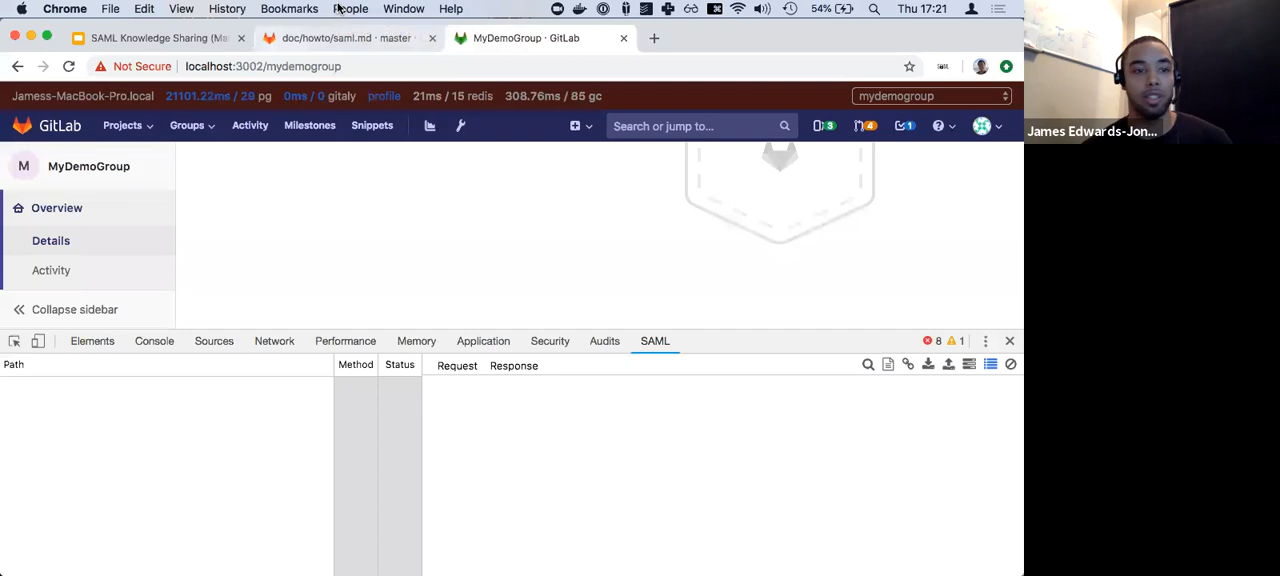 Chrome File Edit View History Bookmarks People Window Help 54% Thu 17:21
SAML Knowledge Sharing (Ma doc/howto/saml.md · master · MyDemoGroup · GitLab
Not Secure localhost:3002/mydemogroup
Jamess-MacBook-Pro.local 21101.22ms / 29 pg 0ms / 0 gitaly profile 21ms / 15 redis 308.76ms / 85 gc mydemogroup
GitLab Projects Groups Activity Milestones Snippets Search or jump to... 3 4 1
M MyDemoGroup
Overview
Details
Activity
Collapse sidebar
Elements Console Sources Network Performance Memory Application Security Audits SAML 8 1
Path Method Status Request Response
James Edwards-Jon...